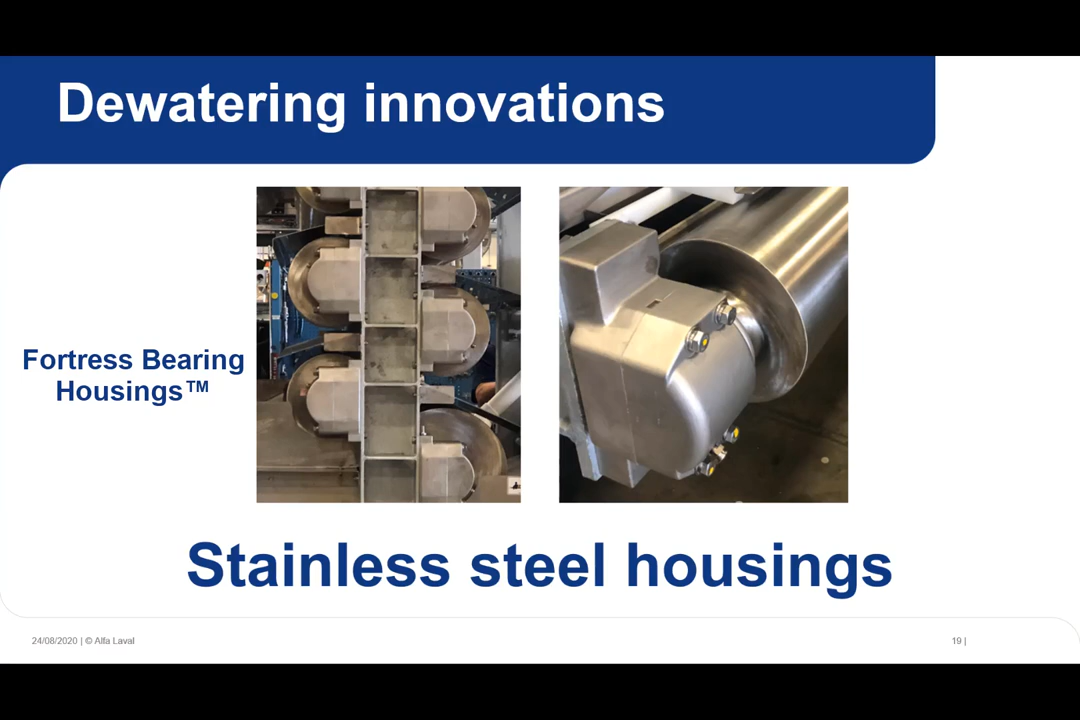 Dewatering innovations
Fortress Bearing
Housings™
Stainless steel housings
24/08/2020 | © Alfa Laval
19 |